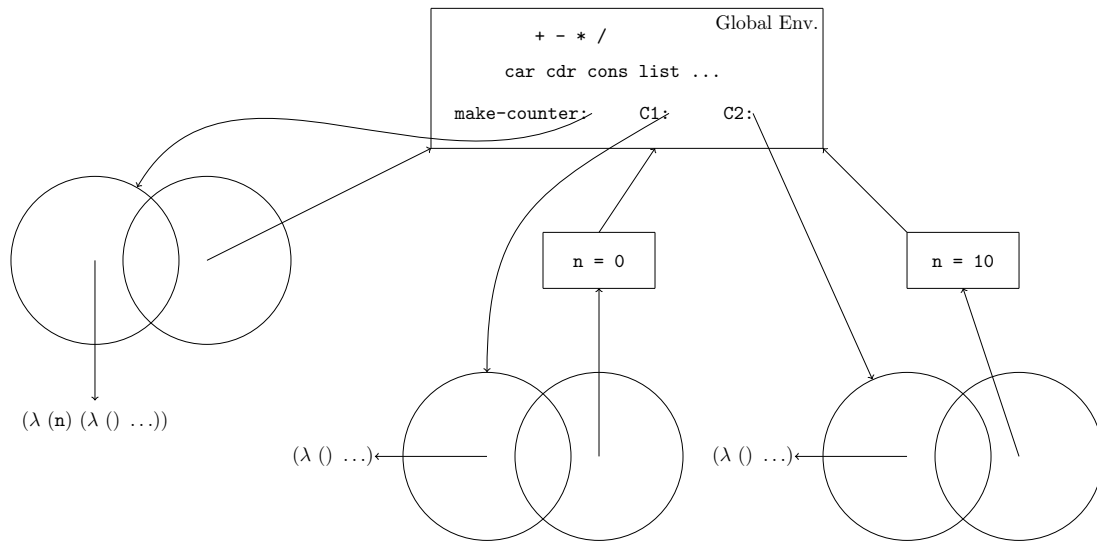 Global Env.
+ - * /
car cdr cons list ...
make-counter: C1: C2:
n = 0
n = 10
(λ (n) (λ () ...))
(λ () ...)
(λ () ...)